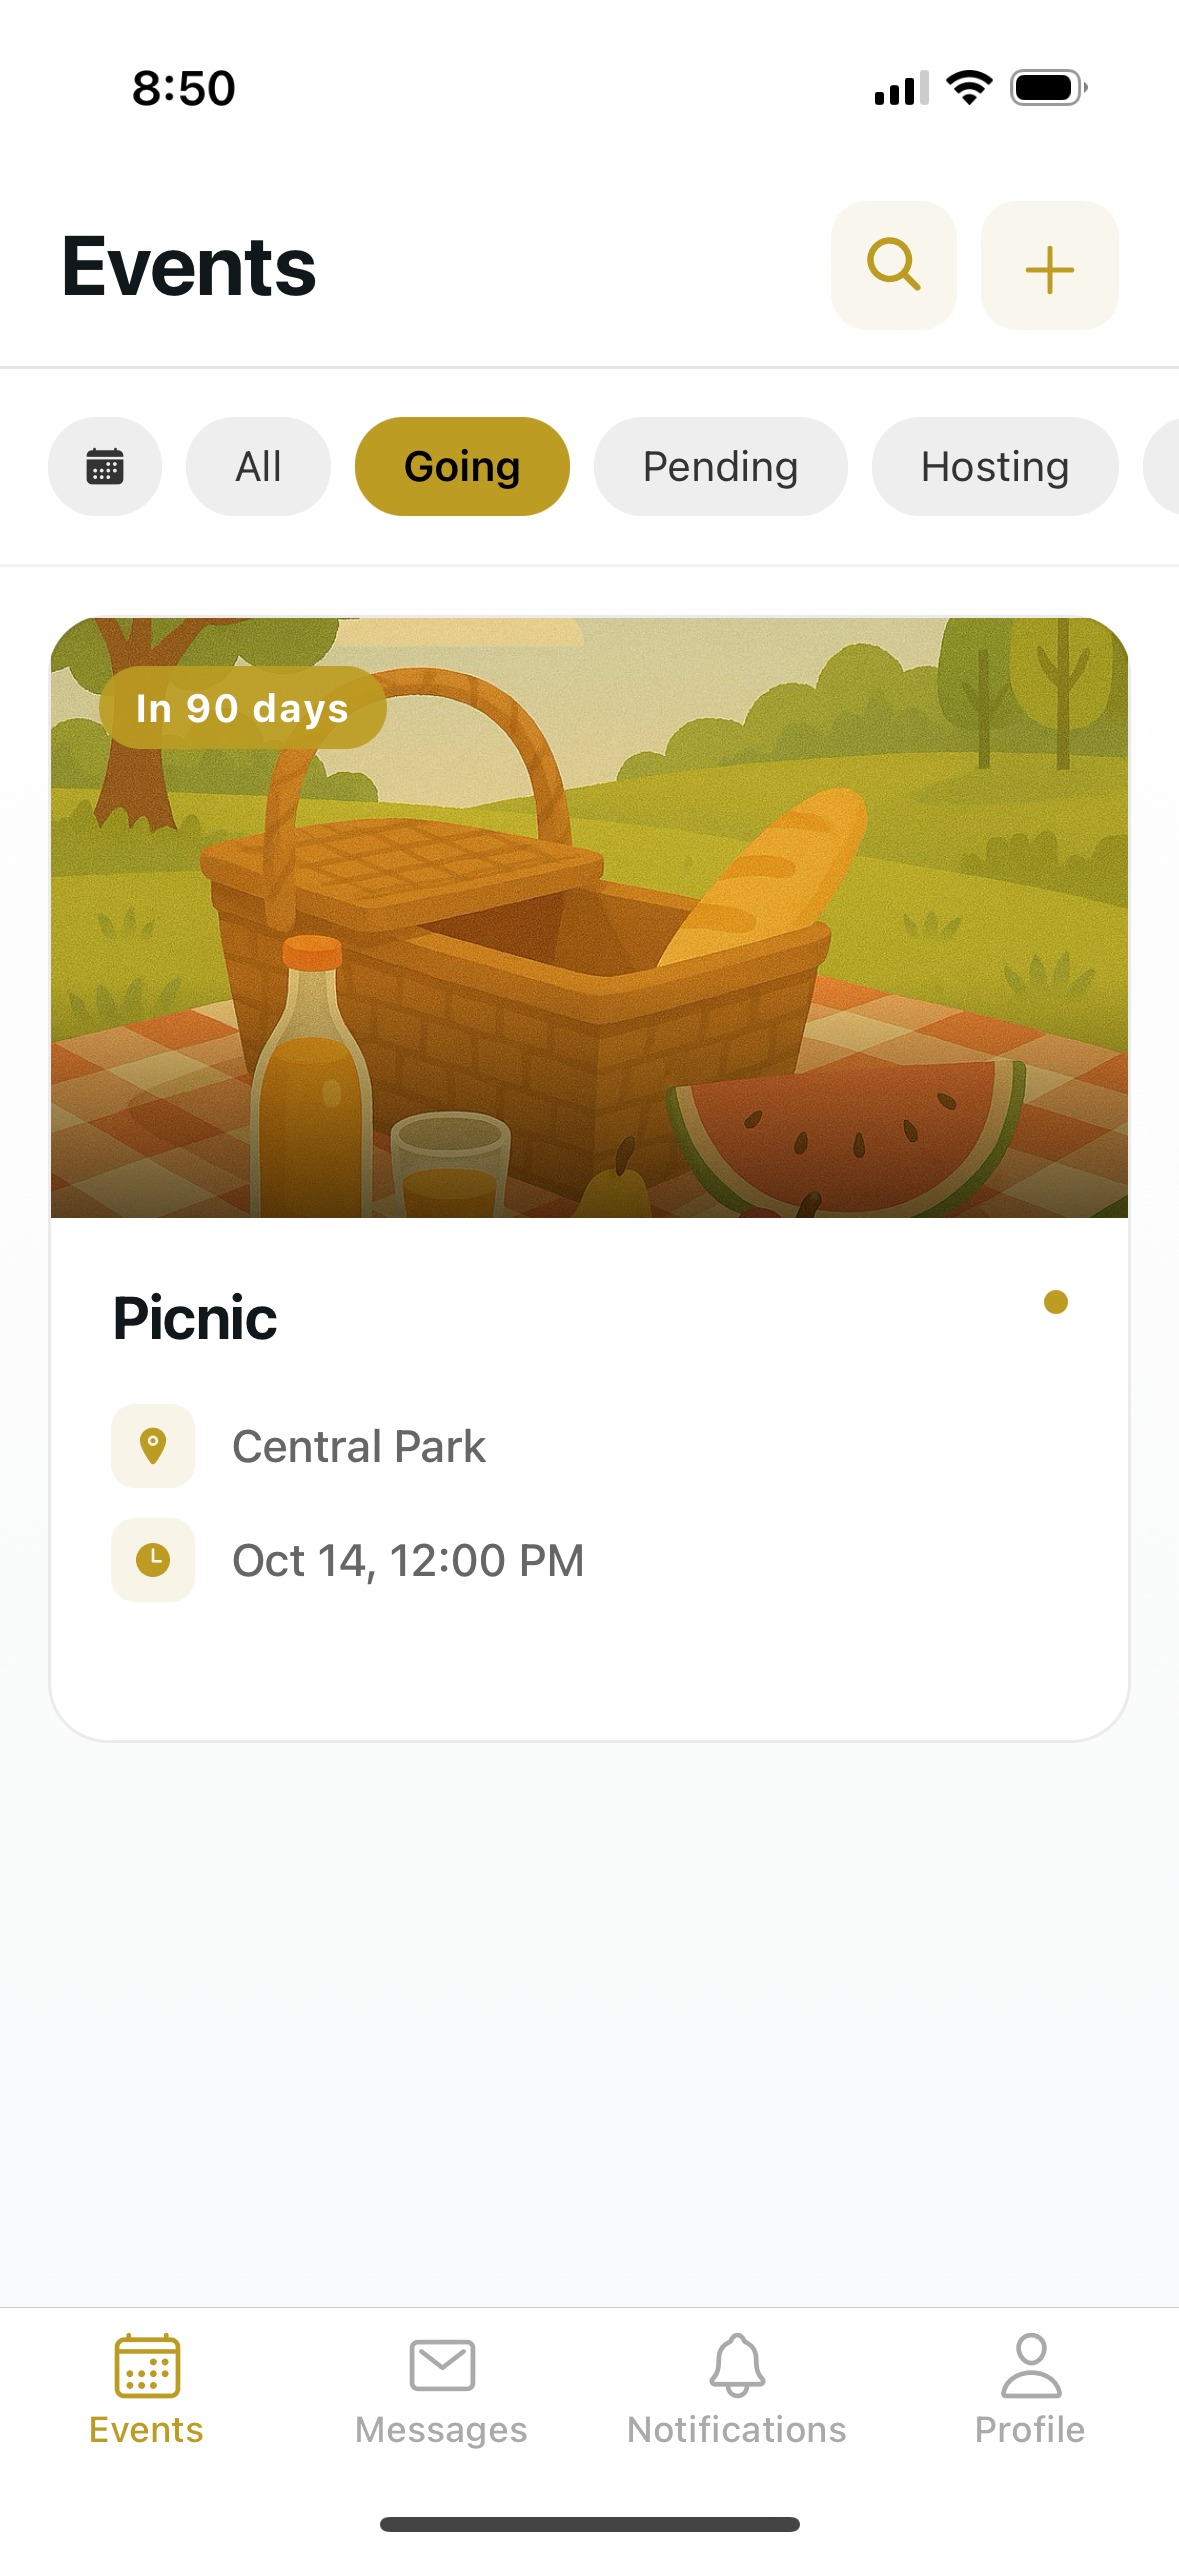 8:50
Events
All
Going
Pending
Hosting
In 90 days
Picnic
Central Park
Oct 14, 12:00 PM
Events
Messages
Notifications
Profile